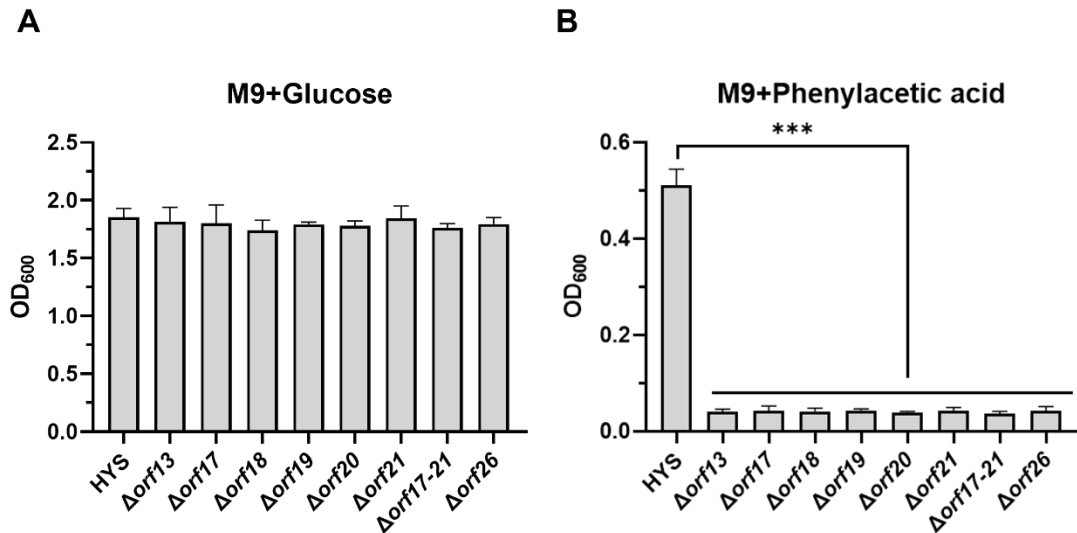 A
M9+Glucose
OD600
2.5
2.0
1.5
1.0
0.5
0.0
HYS
Δorf13
Δorf17
Δorf18
Δorf19
Δorf20
Δorf21
Δorf17-21
Δorf26
B
M9+Phenylacetic acid
***
OD600
0.6
0.4
0.2
0.0
HYS
Δorf13
Δorf17
Δorf18
Δorf19
Δorf20
Δorf21
Δorf17-21
Δorf26